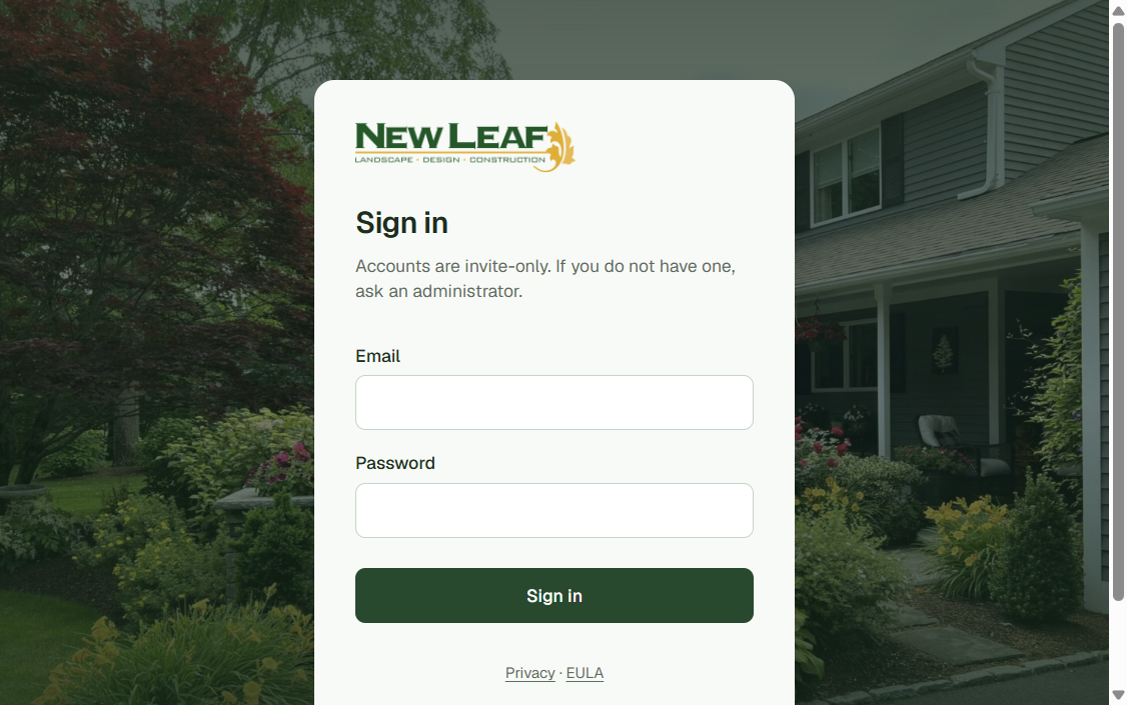 NEW LEAF
LANDSCAPE · DESIGN · CONSTRUCTION
Sign in
Accounts are invite-only. If you do not have one,
ask an administrator.
Email
Password
Sign in
Privacy · EULA